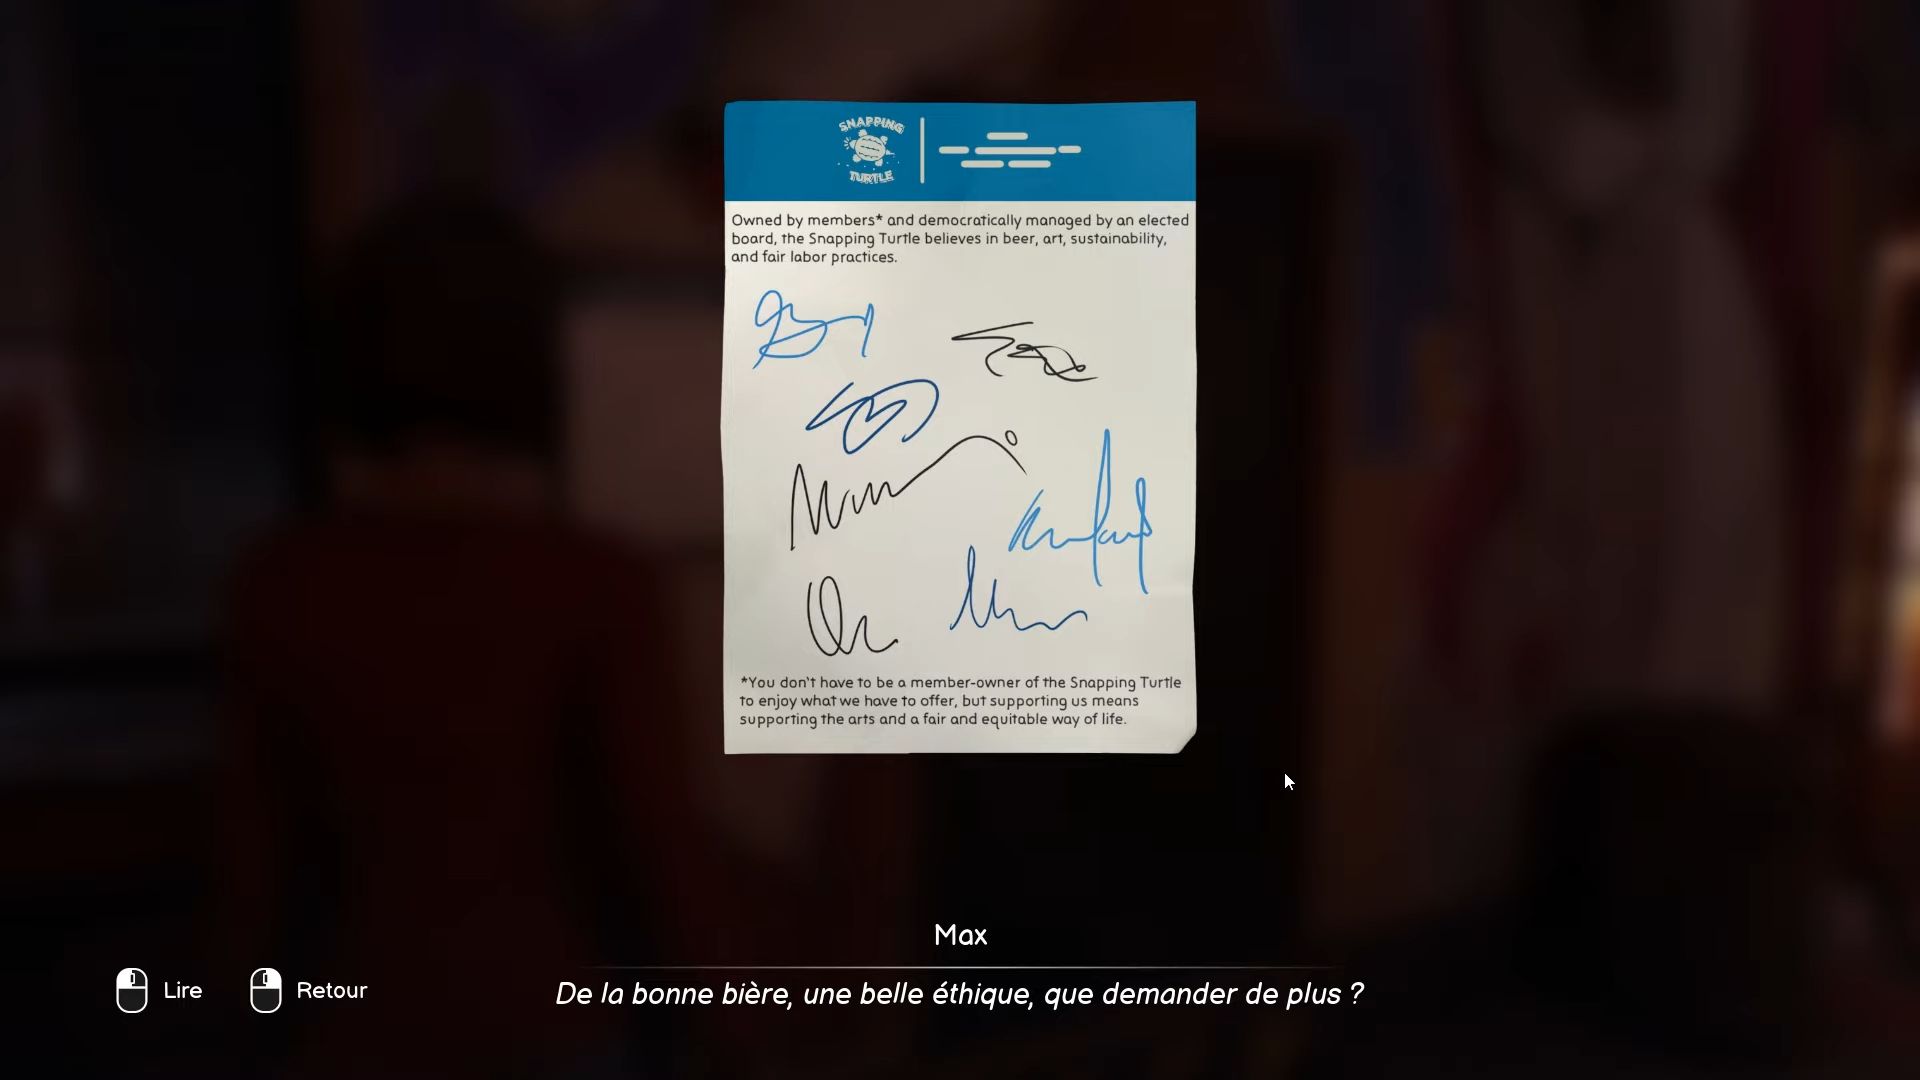 SNAPPING
TURTLE
Owned by members* and democratically managed by an elected
board, the Snapping Turtle believes in beer, art, sustainability,
and fair labor practices.
*You don't have to be a member-owner of the Snapping Turtle
to enjoy what we have to offer, but supporting us means
supporting the arts and a fair and equitable way of life.
Max
Lire
Retour
De la bonne bière, une belle éthique, que demander de plus ?